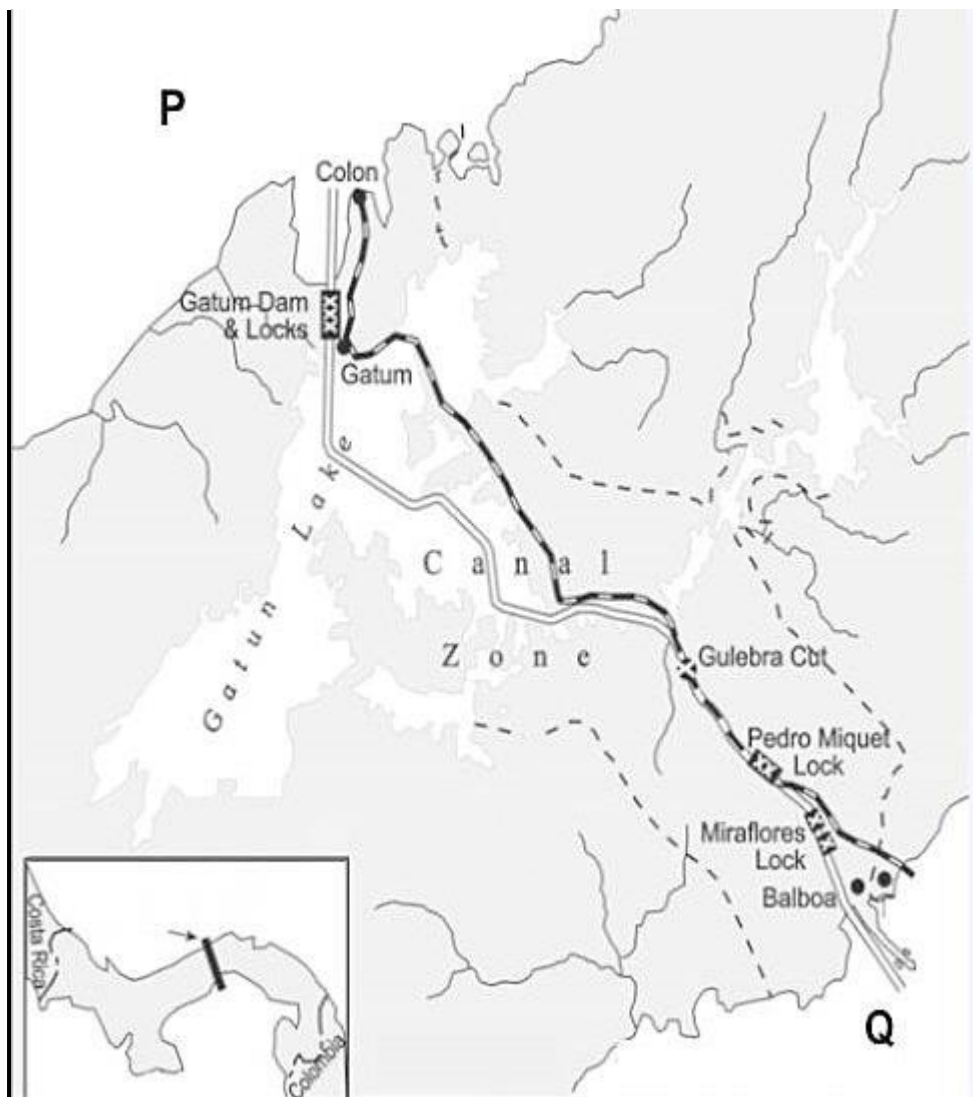 P
Colon
Gatum Dam
& Locks
Gatum
Gatun Lake
Canal
Zone
Gulebra Cut
Pedro Miquet
Lock
Miraflores
Lock
Balboa
Costa Rica
Colombia
Q